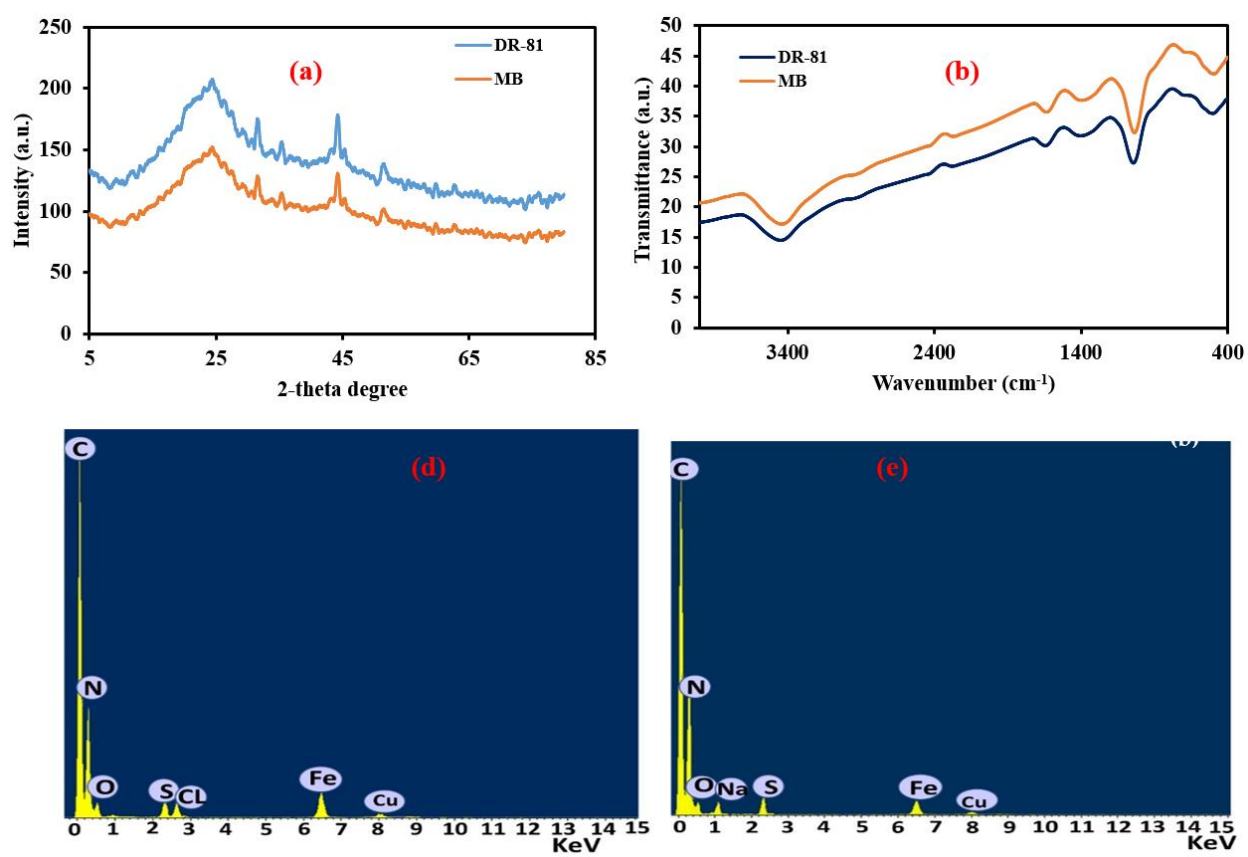 250
200
150
100
50
0
Intensity (a.u.)
(a)
DR-81
MB
5 25 45 65 85
2-theta degree
50
45
40
35
30
25
20
15
10
5
0
Transmittance (a.u.)
DR-81
MB
(b)
3400 2400 1400 400
Wavenumber (cm⁻¹)
C
(d)
N
O
S
CL
Fe
Cu
0 1 2 3 4 5 6 7 8 9 10 11 12 13 14 15
KeV
(b)
C
(e)
N
O
Na
S
Fe
Cu
0 1 2 3 4 5 6 7 8 9 10 11 12 13 14 15
KeV